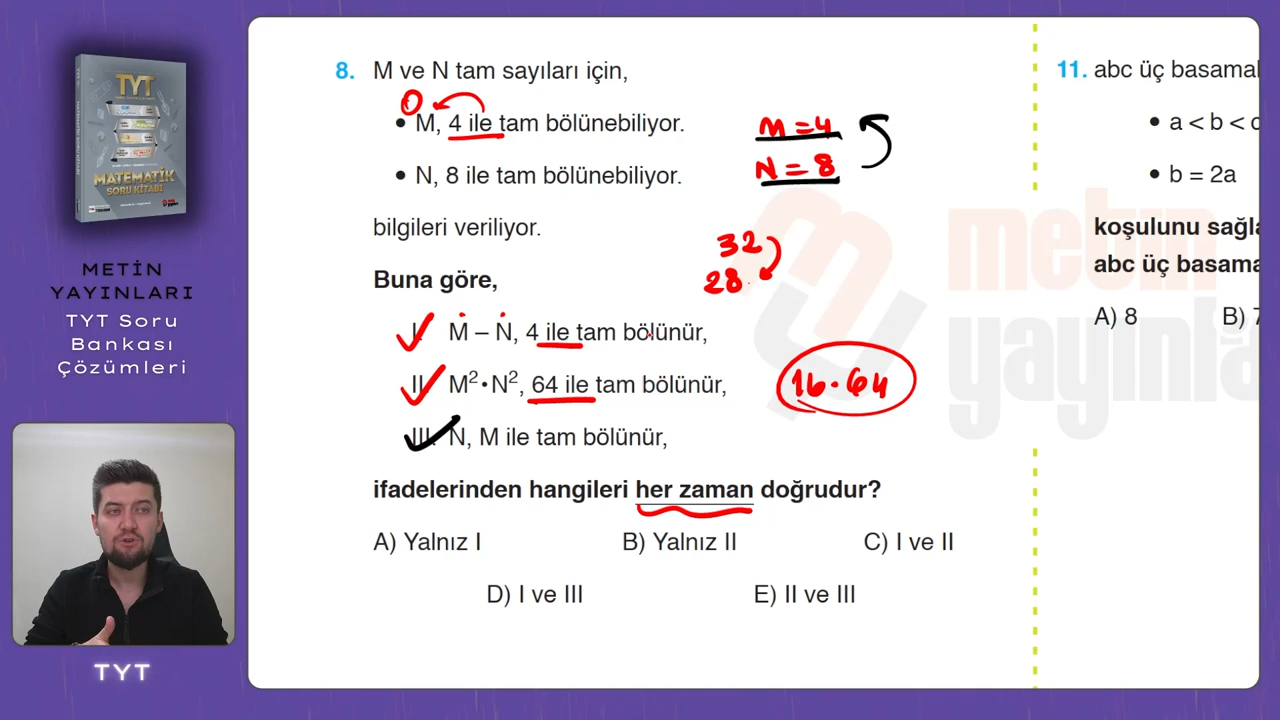 TYT
MATEMATİK
SORU KİTABI
METİN
YAYINLARI
TYT Soru
Bankası
Çözümleri
TYT
8. M ve N tam sayıları için,
0
• M, 4 ile tam bölünebiliyor.
• N, 8 ile tam bölünebiliyor.
M = 4
N = 8
bilgileri veriliyor.
32
28
Buna göre,
I. M – N, 4 ile tam bölünür,
II. M²•N², 64 ile tam bölünür,
16 • 64
III. N, M ile tam bölünür,
ifadelerinden hangileri her zaman doğrudur?
A) Yalnız I B) Yalnız II C) I ve II
D) I ve III E) II ve III
metin
yayınla
11. abc üç basamal
• a < b < c
• b = 2a
koşulunu sağla
abc üç basama
A) 8 B) 7